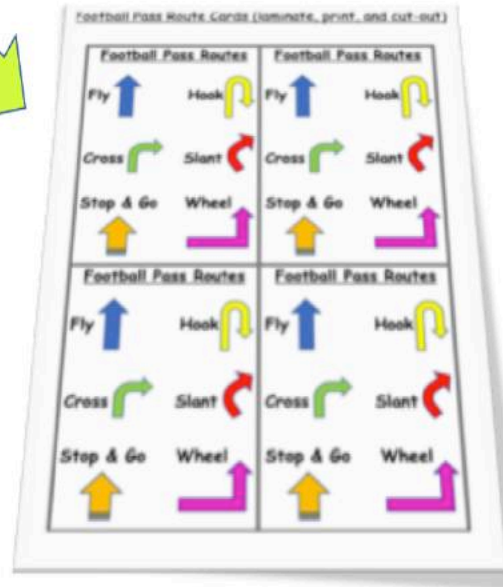 Football Pass Route Cards (laminate, print, and cut-out)
Football Pass Routes
Fly
Hook
Cross
Slant
Stop & Go
Wheel
Football Pass Routes
Fly
Hook
Cross
Slant
Stop & Go
Wheel
Football Pass Routes
Fly
Hook
Cross
Slant
Stop & Go
Wheel
Football Pass Routes
Fly
Hook
Cross
Slant
Stop & Go
Wheel